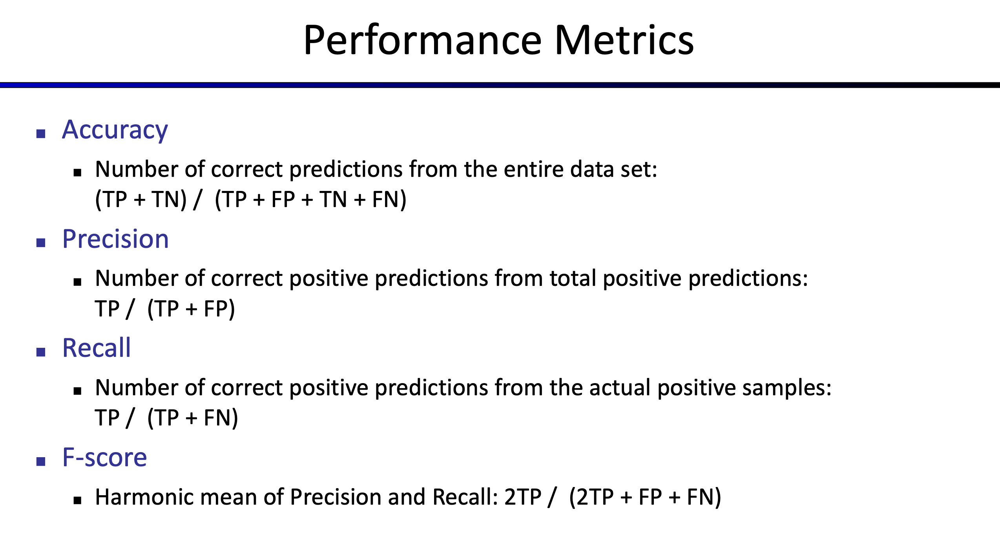 Performance Metrics
Accuracy
Number of correct predictions from the entire data set:
(TP + TN) / (TP + FP + TN + FN)
Precision
Number of correct positive predictions from total positive predictions:
TP / (TP + FP)
Recall
Number of correct positive predictions from the actual positive samples:
TP / (TP + FN)
F-score
Harmonic mean of Precision and Recall: 2TP / (2TP + FP + FN)